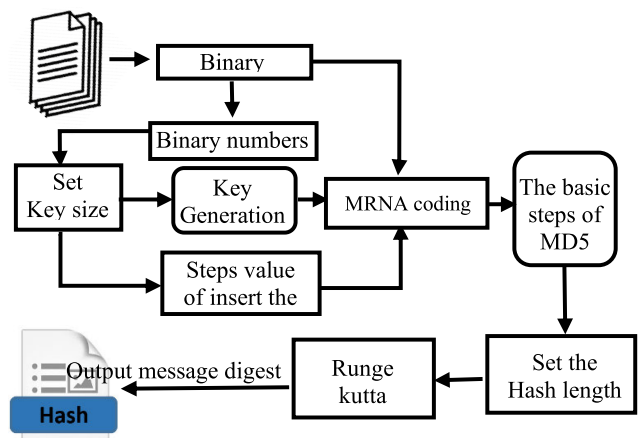 Binary
Binary numbers
Set
Key size
Key
Generation
MRNA coding
The basic
steps of
MD5
Steps value
of insert the
Set the
Hash length
Runge
kutta
Output message digest
Hash